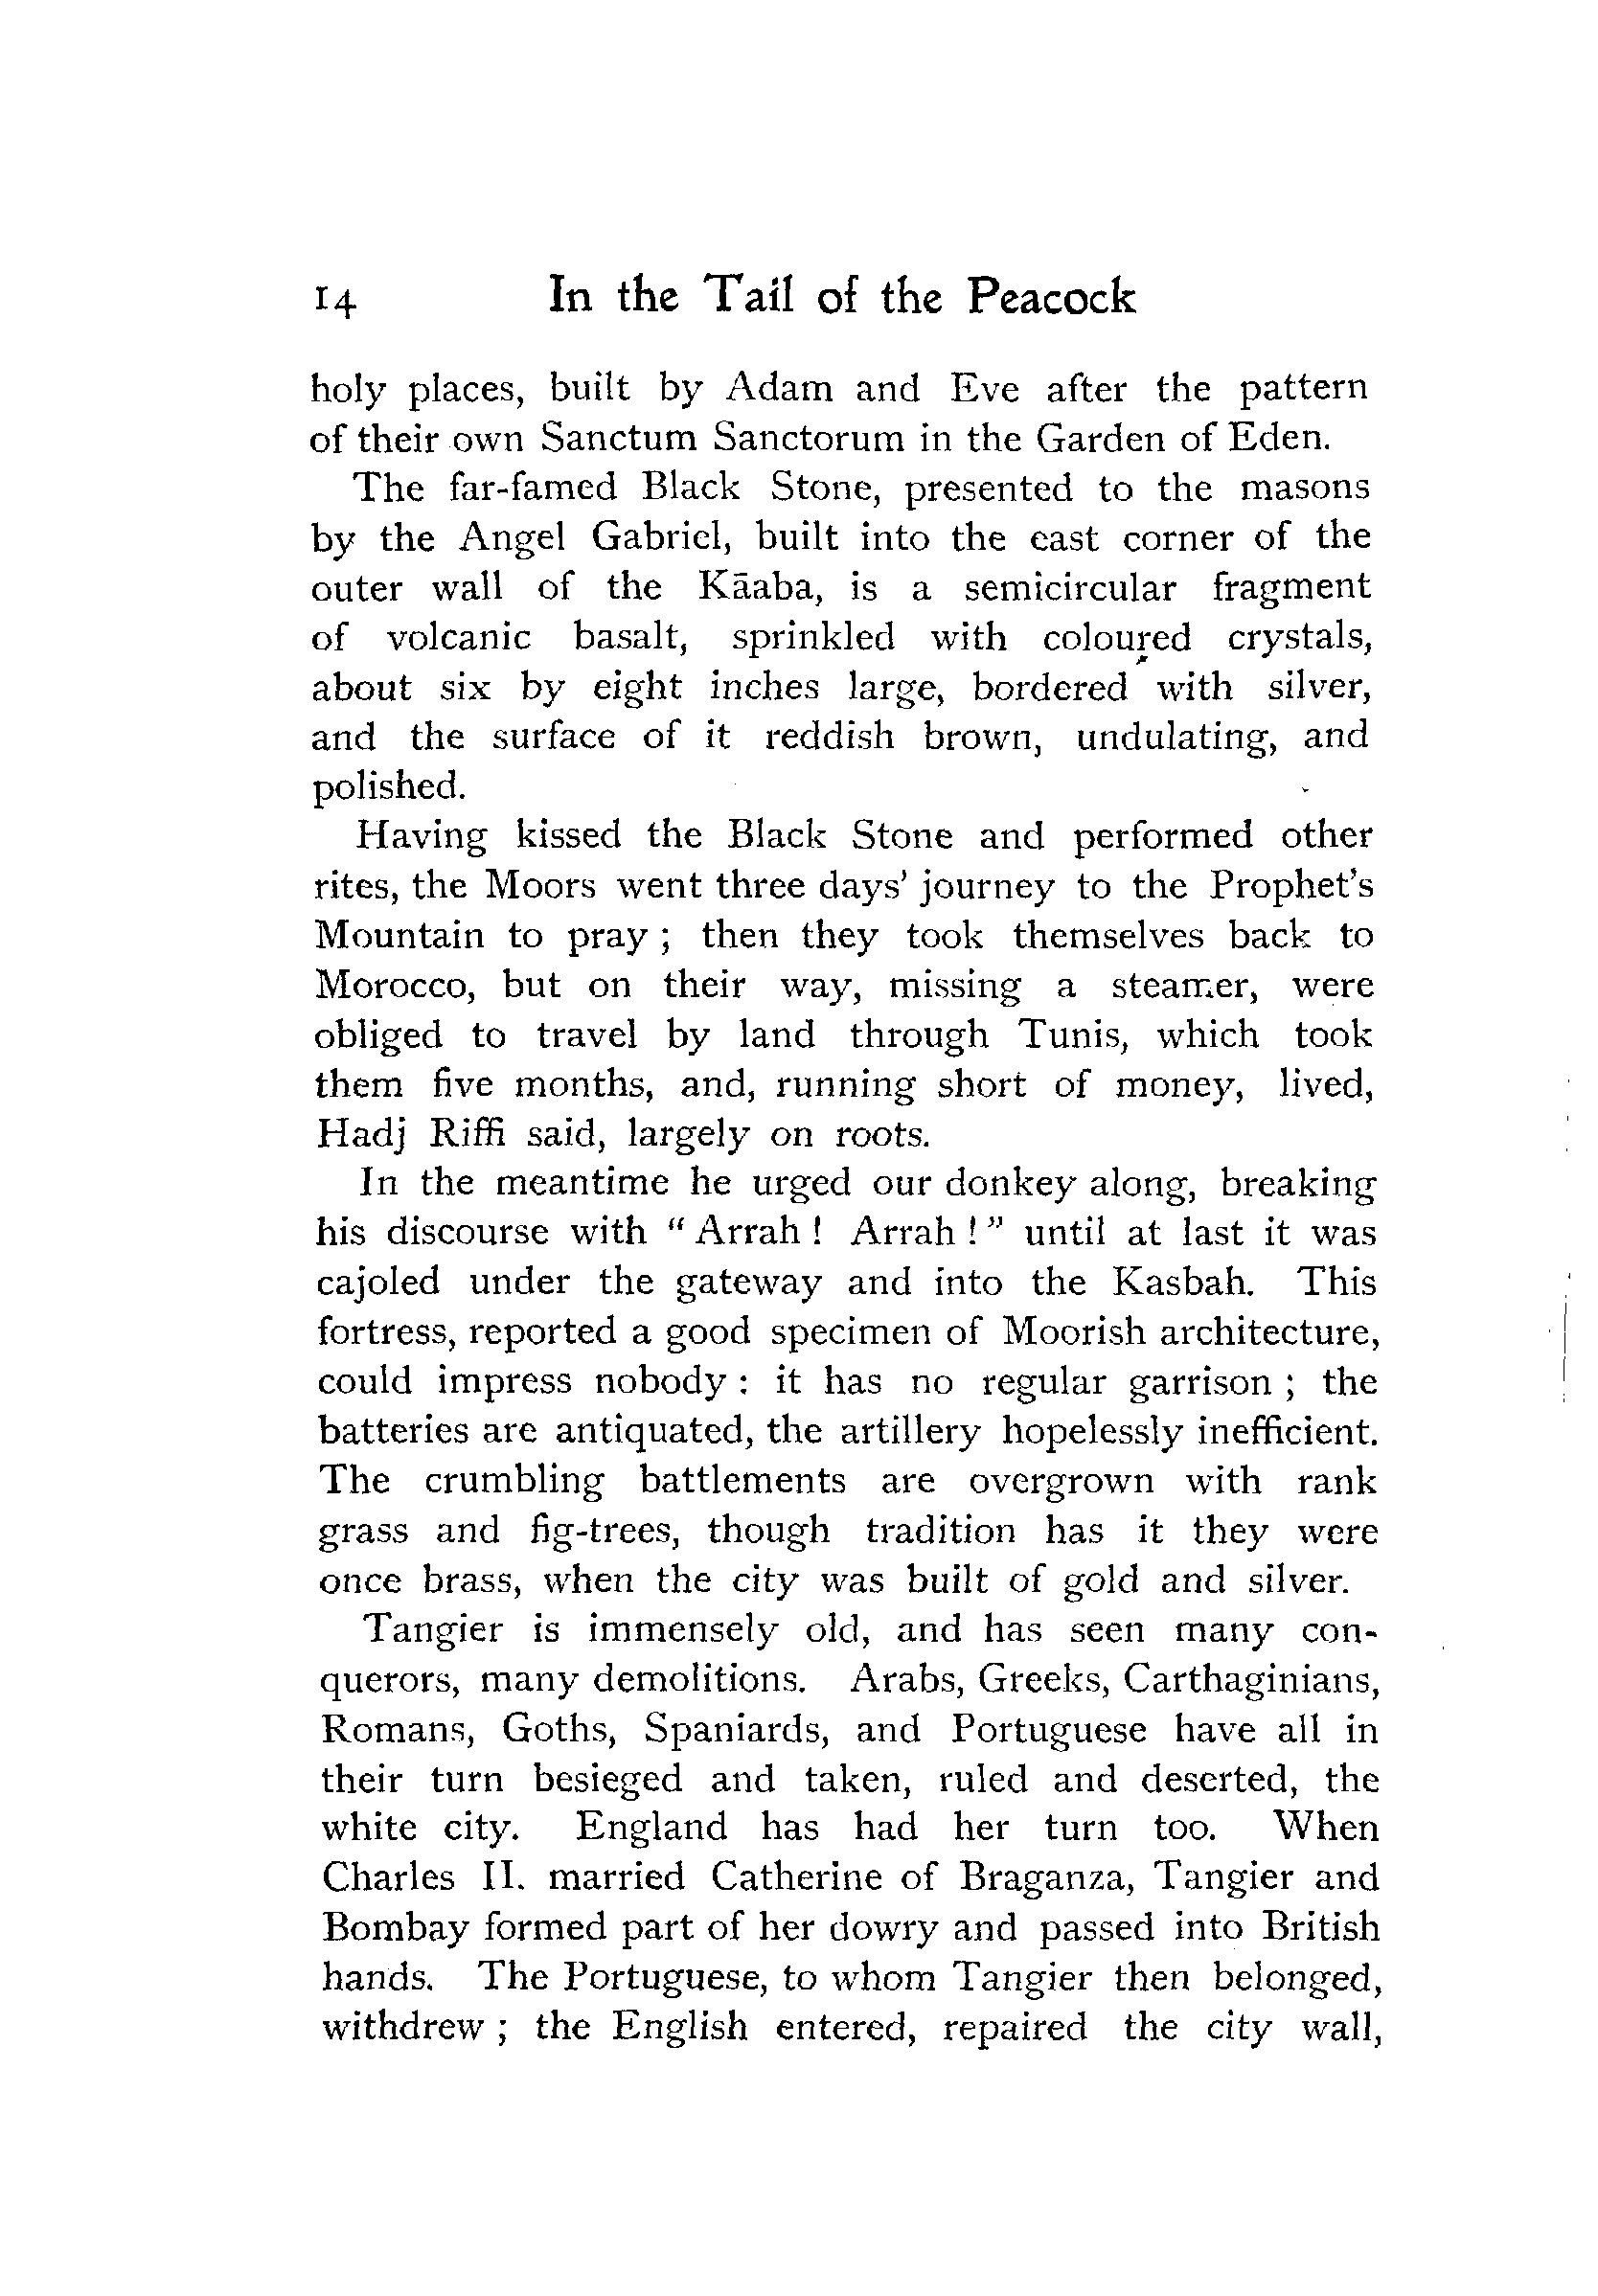 14 In the Tail of the Peacock
holy places, built by Adam and Eve after the pattern
of their own Sanctum Sanctorum in the Garden of Eden.
The far-famed Black Stone, presented to the masons
by the Angel Gabriel, built into the east corner of the
outer wall of the Kāaba, is a semicircular fragment
of volcanic basalt, sprinkled with coloured crystals,
about six by eight inches large, bordered with silver,
and the surface of it reddish brown, undulating, and
polished.
Having kissed the Black Stone and performed other
rites, the Moors went three days' journey to the Prophet's
Mountain to pray ; then they took themselves back to
Morocco, but on their way, missing a steamer, were
obliged to travel by land through Tunis, which took
them five months, and, running short of money, lived,
Hadj Riffi said, largely on roots.
In the meantime he urged our donkey along, breaking
his discourse with “ Arrah ! Arrah ! ” until at last it was
cajoled under the gateway and into the Kasbah. This
fortress, reported a good specimen of Moorish architecture,
could impress nobody : it has no regular garrison ; the
batteries are antiquated, the artillery hopelessly inefficient.
The crumbling battlements are overgrown with rank
grass and fig-trees, though tradition has it they were
once brass, when the city was built of gold and silver.
Tangier is immensely old, and has seen many con-
querors, many demolitions. Arabs, Greeks, Carthaginians,
Romans, Goths, Spaniards, and Portuguese have all in
their turn besieged and taken, ruled and deserted, the
white city. England has had her turn too. When
Charles II. married Catherine of Braganza, Tangier and
Bombay formed part of her dowry and passed into British
hands. The Portuguese, to whom Tangier then belonged,
withdrew ; the English entered, repaired the city wall,